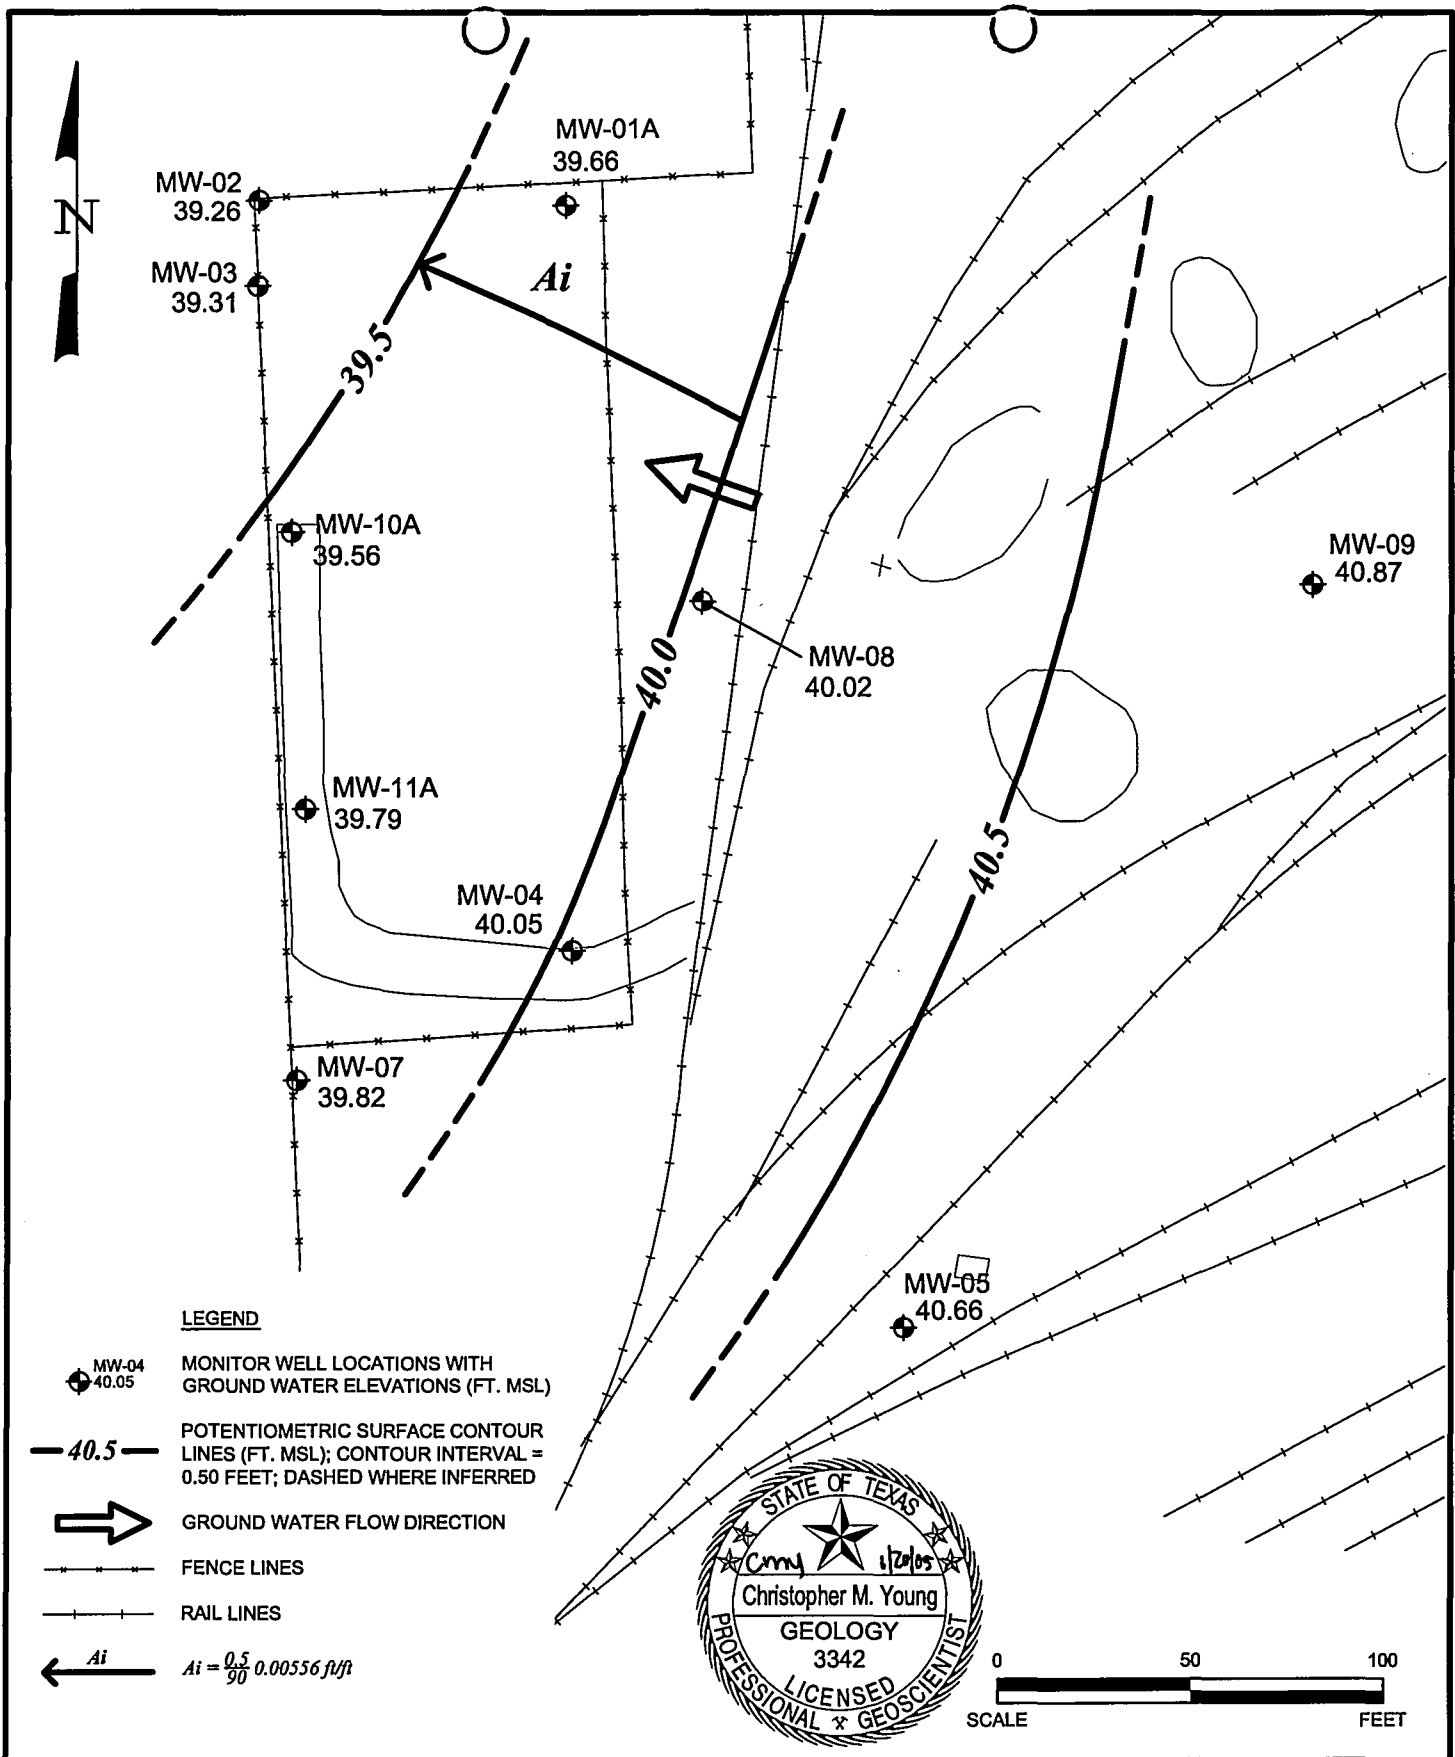 MW-01A
39.66
MW-02
39.26
N
MW-03
39.31
Ai
39.5
MW-10A
39.56
MW-09
40.87
MW-08
40.02
40.0
MW-11A
39.79
40.5
MW-04
40.05
MW-07
39.82
MW-05
40.66
LEGEND
MW-04
40.05
MONITOR WELL LOCATIONS WITH
GROUND WATER ELEVATIONS (FT. MSL)
40.5
POTENTIOMETRIC SURFACE CONTOUR
LINES (FT. MSL); CONTOUR INTERVAL =
0.50 FEET; DASHED WHERE INFERRED
GROUND WATER FLOW DIRECTION
FENCE LINES
RAIL LINES
Ai
Ai = 0.5/90 0.00556 ft/ft
STATE OF TEXAS
CMY 1/20/05
Christopher M. Young
GEOLOGY
3342
LICENSED
PROFESSIONAL GEOSCIENTIST
0 50 100
SCALE FEET